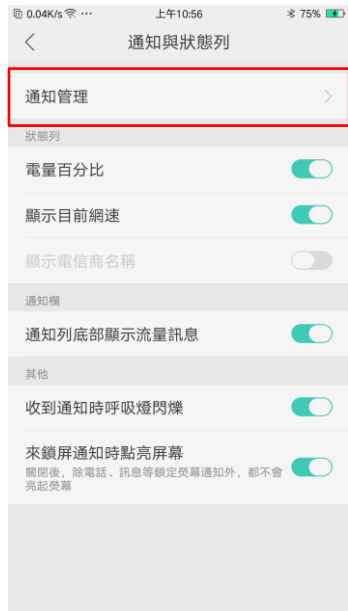 0.04K/s ··· 上午10:56 75%
通知與狀態列
通知管理
狀態列
電量百分比
顯示目前網速
顯示電信商名稱
通知欄
通知列底部顯示流量訊息
其他
收到通知時呼吸燈閃爍
來鎖屏通知時點亮屏幕
關閉後，除電話、訊息等鎖定熒幕通知外，都不會
亮起熒幕